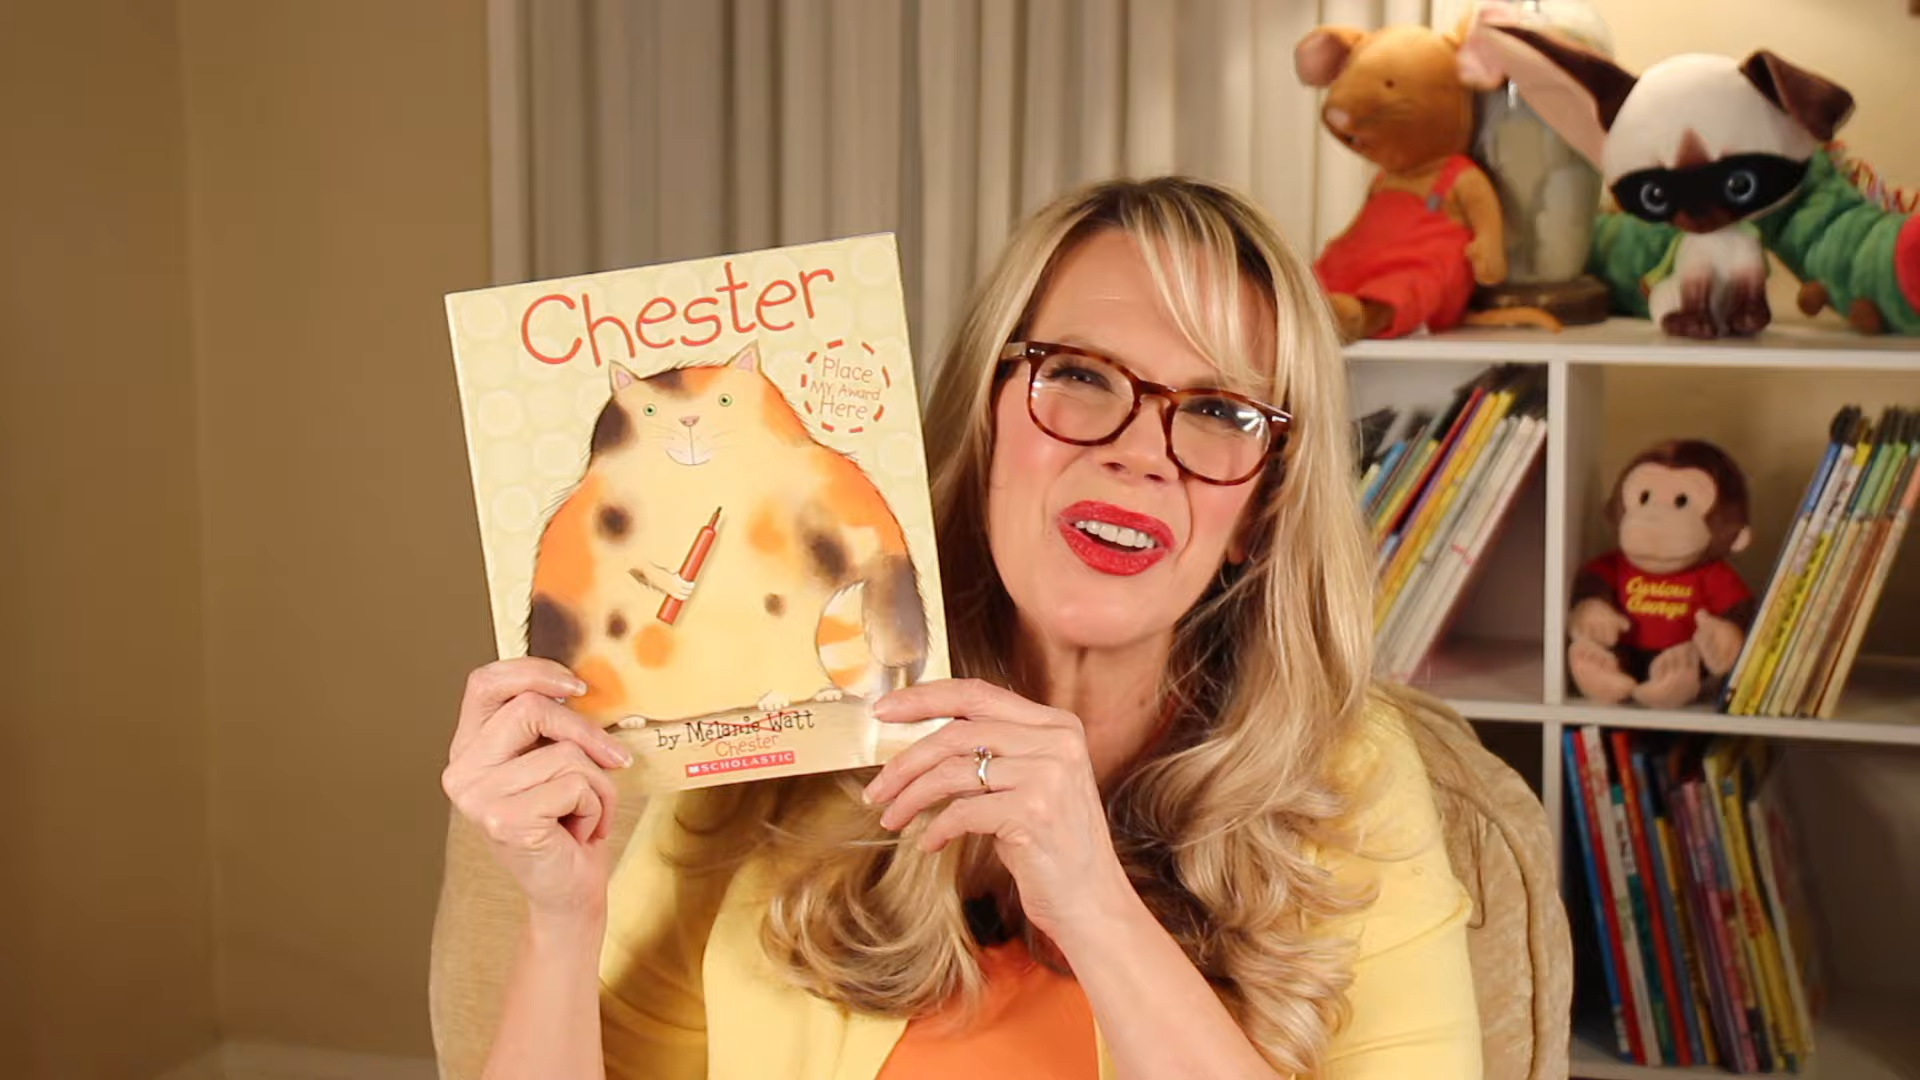 Chester
Place
MY Award
Here
by Mélanie Watt
Chester
SCHOLASTIC
Curious
George